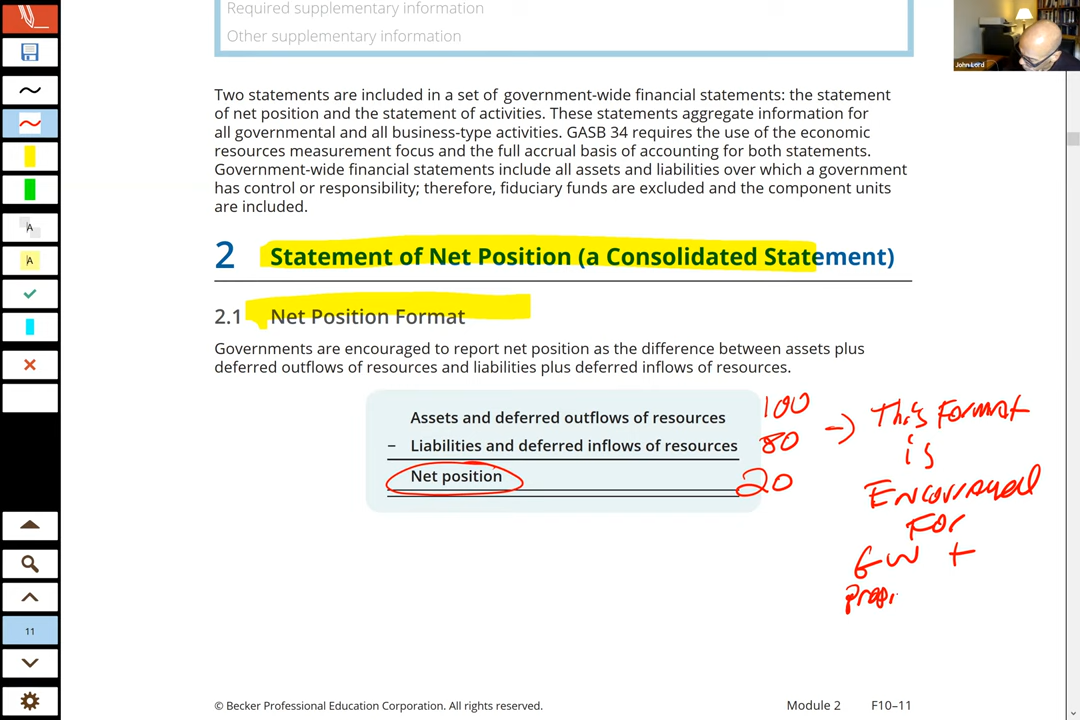 Required supplementary information
Other supplementary information
John Lord
Two statements are included in a set of government-wide financial statements: the statement
of net position and the statement of activities. These statements aggregate information for
all governmental and all business-type activities. GASB 34 requires the use of the economic
resources measurement focus and the full accrual basis of accounting for both statements.
Government-wide financial statements include all assets and liabilities over which a government
has control or responsibility; therefore, fiduciary funds are excluded and the component units
are included.
2 Statement of Net Position (a Consolidated Statement)
2.1 Net Position Format
Governments are encouraged to report net position as the difference between assets plus
deferred outflows of resources and liabilities plus deferred inflows of resources.
Assets and deferred outflows of resources 100
− Liabilities and deferred inflows of resources 80
Net position 20
→ This Format
is
Encouraged
For
GW +
propr
A
A
11
© Becker Professional Education Corporation. All rights reserved. Module 2 F10–11